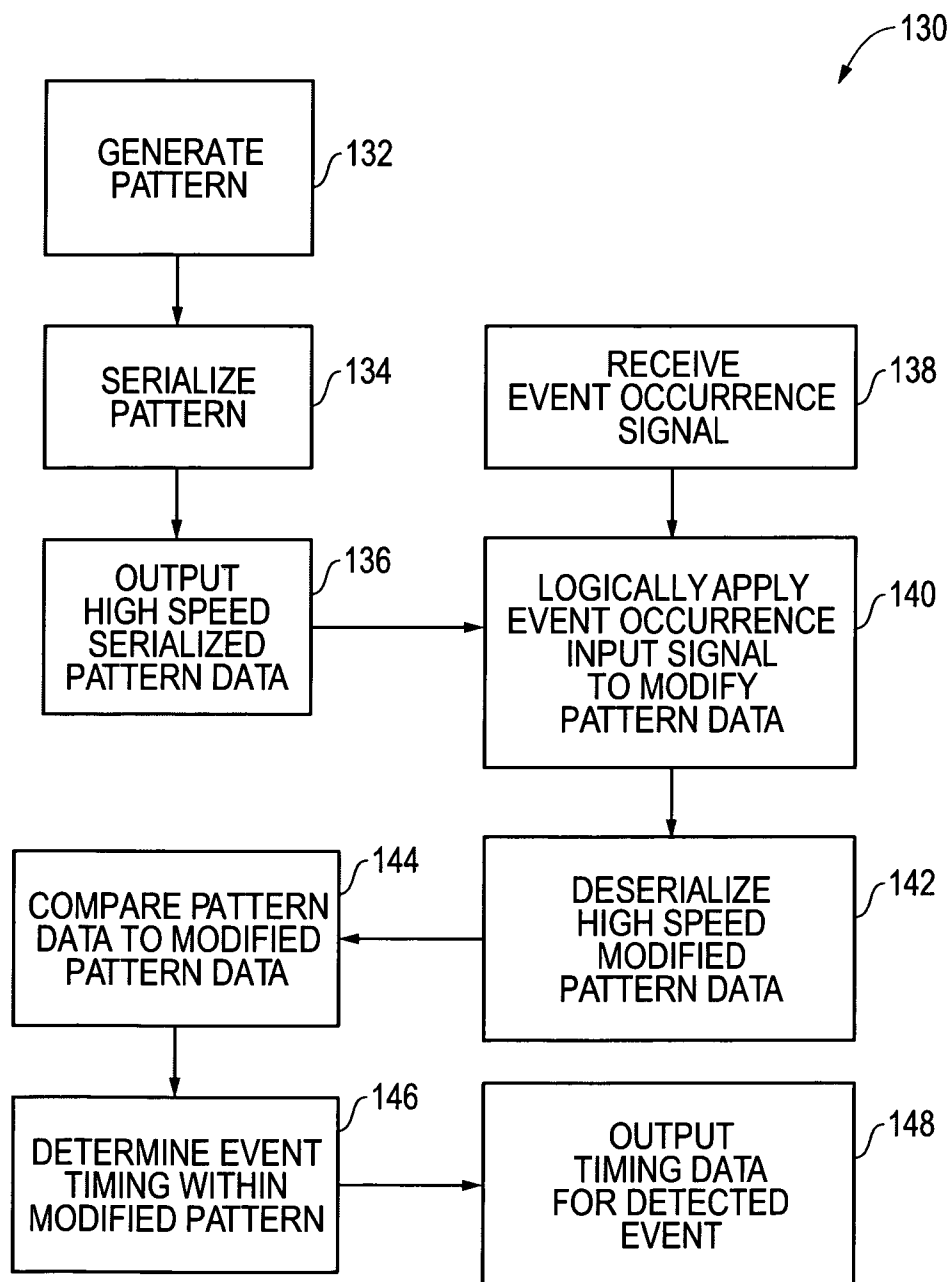 130
GENERATE
PATTERN
132
SERIALIZE
PATTERN
134
RECEIVE
EVENT OCCURRENCE
SIGNAL
138
OUTPUT
HIGH SPEED
SERIALIZED
PATTERN DATA
136
LOGICALLY APPLY
EVENT OCCURRENCE
INPUT SIGNAL
TO MODIFY
PATTERN DATA
140
COMPARE PATTERN
DATA TO MODIFIED
PATTERN DATA
144
DESERIALIZE
HIGH SPEED
MODIFIED
PATTERN DATA
142
DETERMINE EVENT
TIMING WITHIN
MODIFIED PATTERN
146
OUTPUT
TIMING DATA
FOR DETECTED
EVENT
148